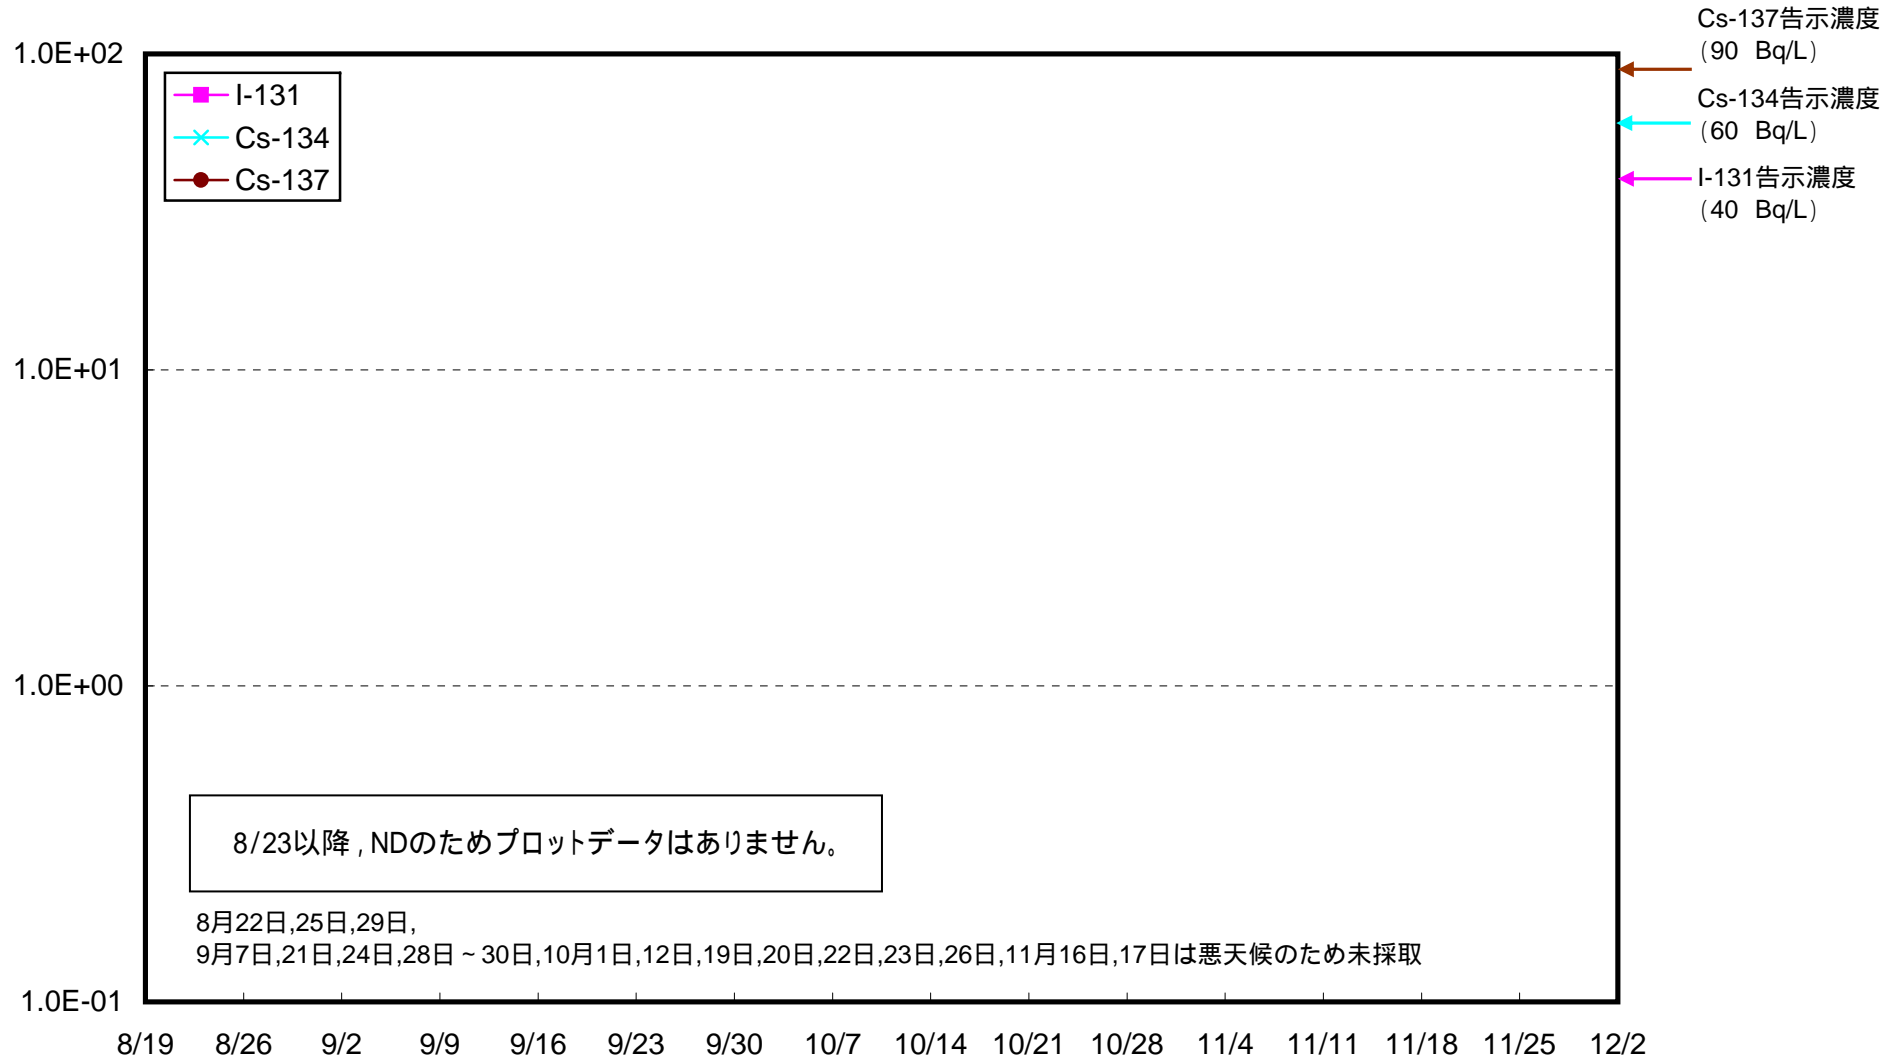 Cs-137告示濃度
(90 Bq/L)
1.0E+02
I-131
Cs-134
Cs-137
Cs-134告示濃度
(60 Bq/L)
I-131告示濃度
(40 Bq/L)
1.0E+01
1.0E+00
8/23以降,NDのためプロットデータはありません。
8月22日,25日,29日,
9月7日,21日,24日,28日~30日,10月1日,12日,19日,20日,22日,23日,26日,11月16日,17日は悪天候のため未採取
1.0E-01
8/19 8/26 9/2 9/9 9/16 9/23 9/30 10/7 10/14 10/21 10/28 11/4 11/11 11/18 11/25 12/2